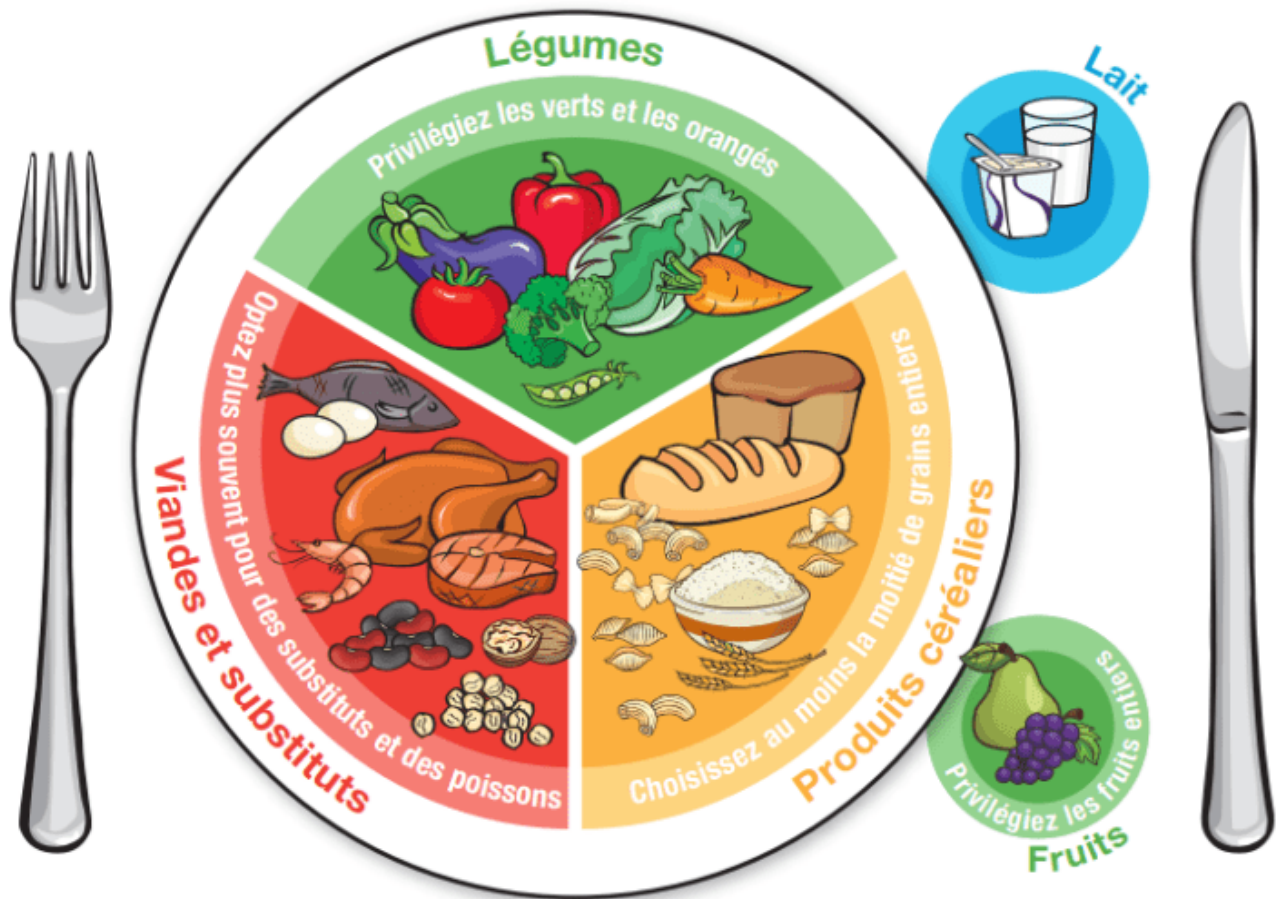 Légumes
Privilégiez les verts et les orangés
Lait
Viandes et substituts
Optez plus souvent pour des substituts et des poissons
Produits céréaliers
Choisissez au moins la moitié de grains entiers
Privilégiez les fruits entiers
Fruits